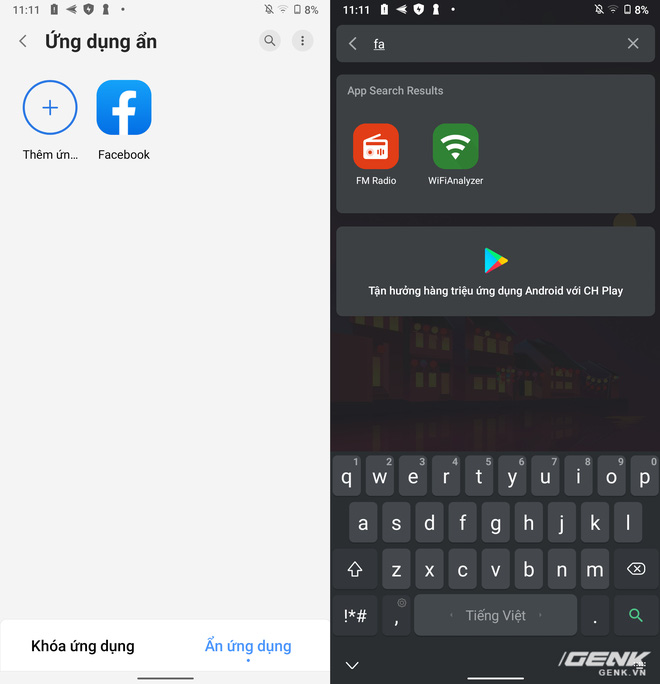 11:11
8%
Ứng dụng ẩn
Thêm ứn...
Facebook
Khóa ứng dụng
Ẩn ứng dụng
11:11
8%
fa
App Search Results
FM Radio
WiFiAnalyzer
Tận hưởng hàng triệu ứng dụng Android với CH Play
1 2 3 4 5 6 7 8 9 0
q w e r t y u i o p
a s d f g h j k l
z x c v b n m
!*# , Tiếng Việt .
GENK
GENK.VN